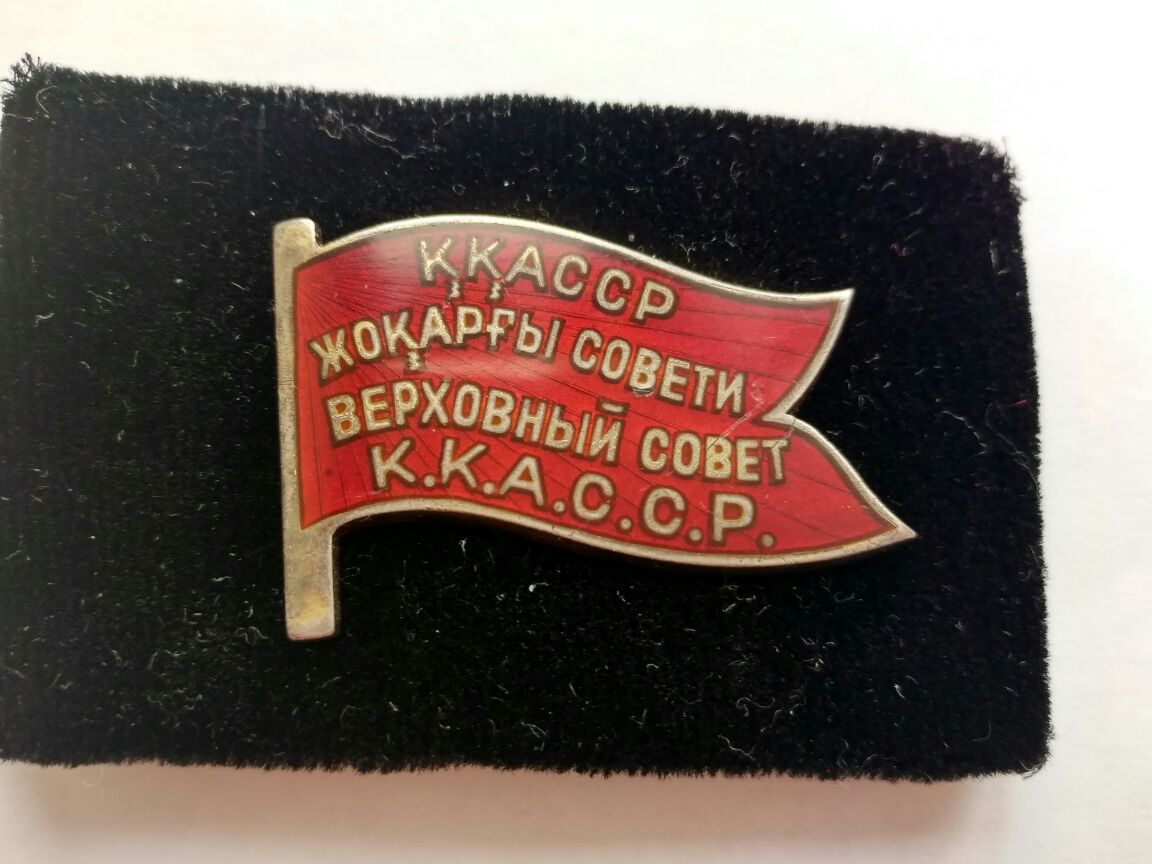 ҚҚАССР
ЖОҚАРҒЫ СОВЕТИ
ВЕРХОВНЫЙ СОВЕТ
К.К.А.С.С.Р.